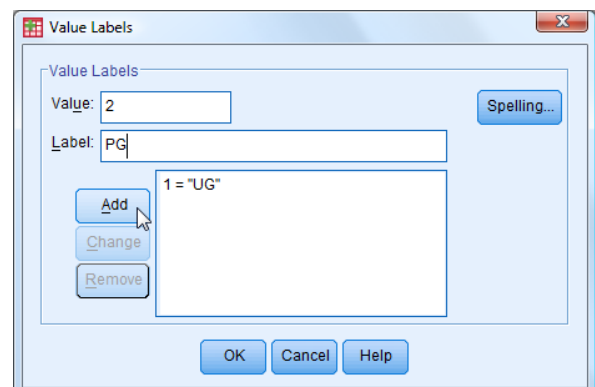 Value Labels
Value Labels
Value: 2
Spelling...
Label: PG
1 = "UG"
Add
Change
Remove
OK Cancel Help